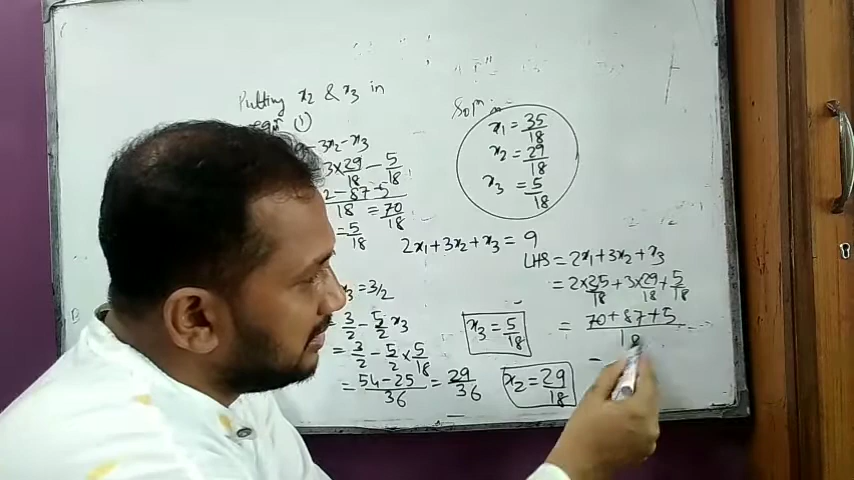 Putting x₂ & x₃ in
eqn ①
-3x₂-x₃
3×29/18 - 5/18
-87-5/18 = 70/18
= 5/18
x₃ = 3/2
3/2 - 5/2 x₃
= 3/2 - 5/2 × 5/18
= 54-25/36 = 29/36
Soln
x₁ = 35/18
x₂ = 29/18
x₃ = 5/18
2x₁+3x₂+x₃ = 9
LHS = 2x₁+3x₂+x₃
= 2×35/18+3×29/18+5/18
= 70+87+5/18
x₃ = 5/18
x₂ = 29/18